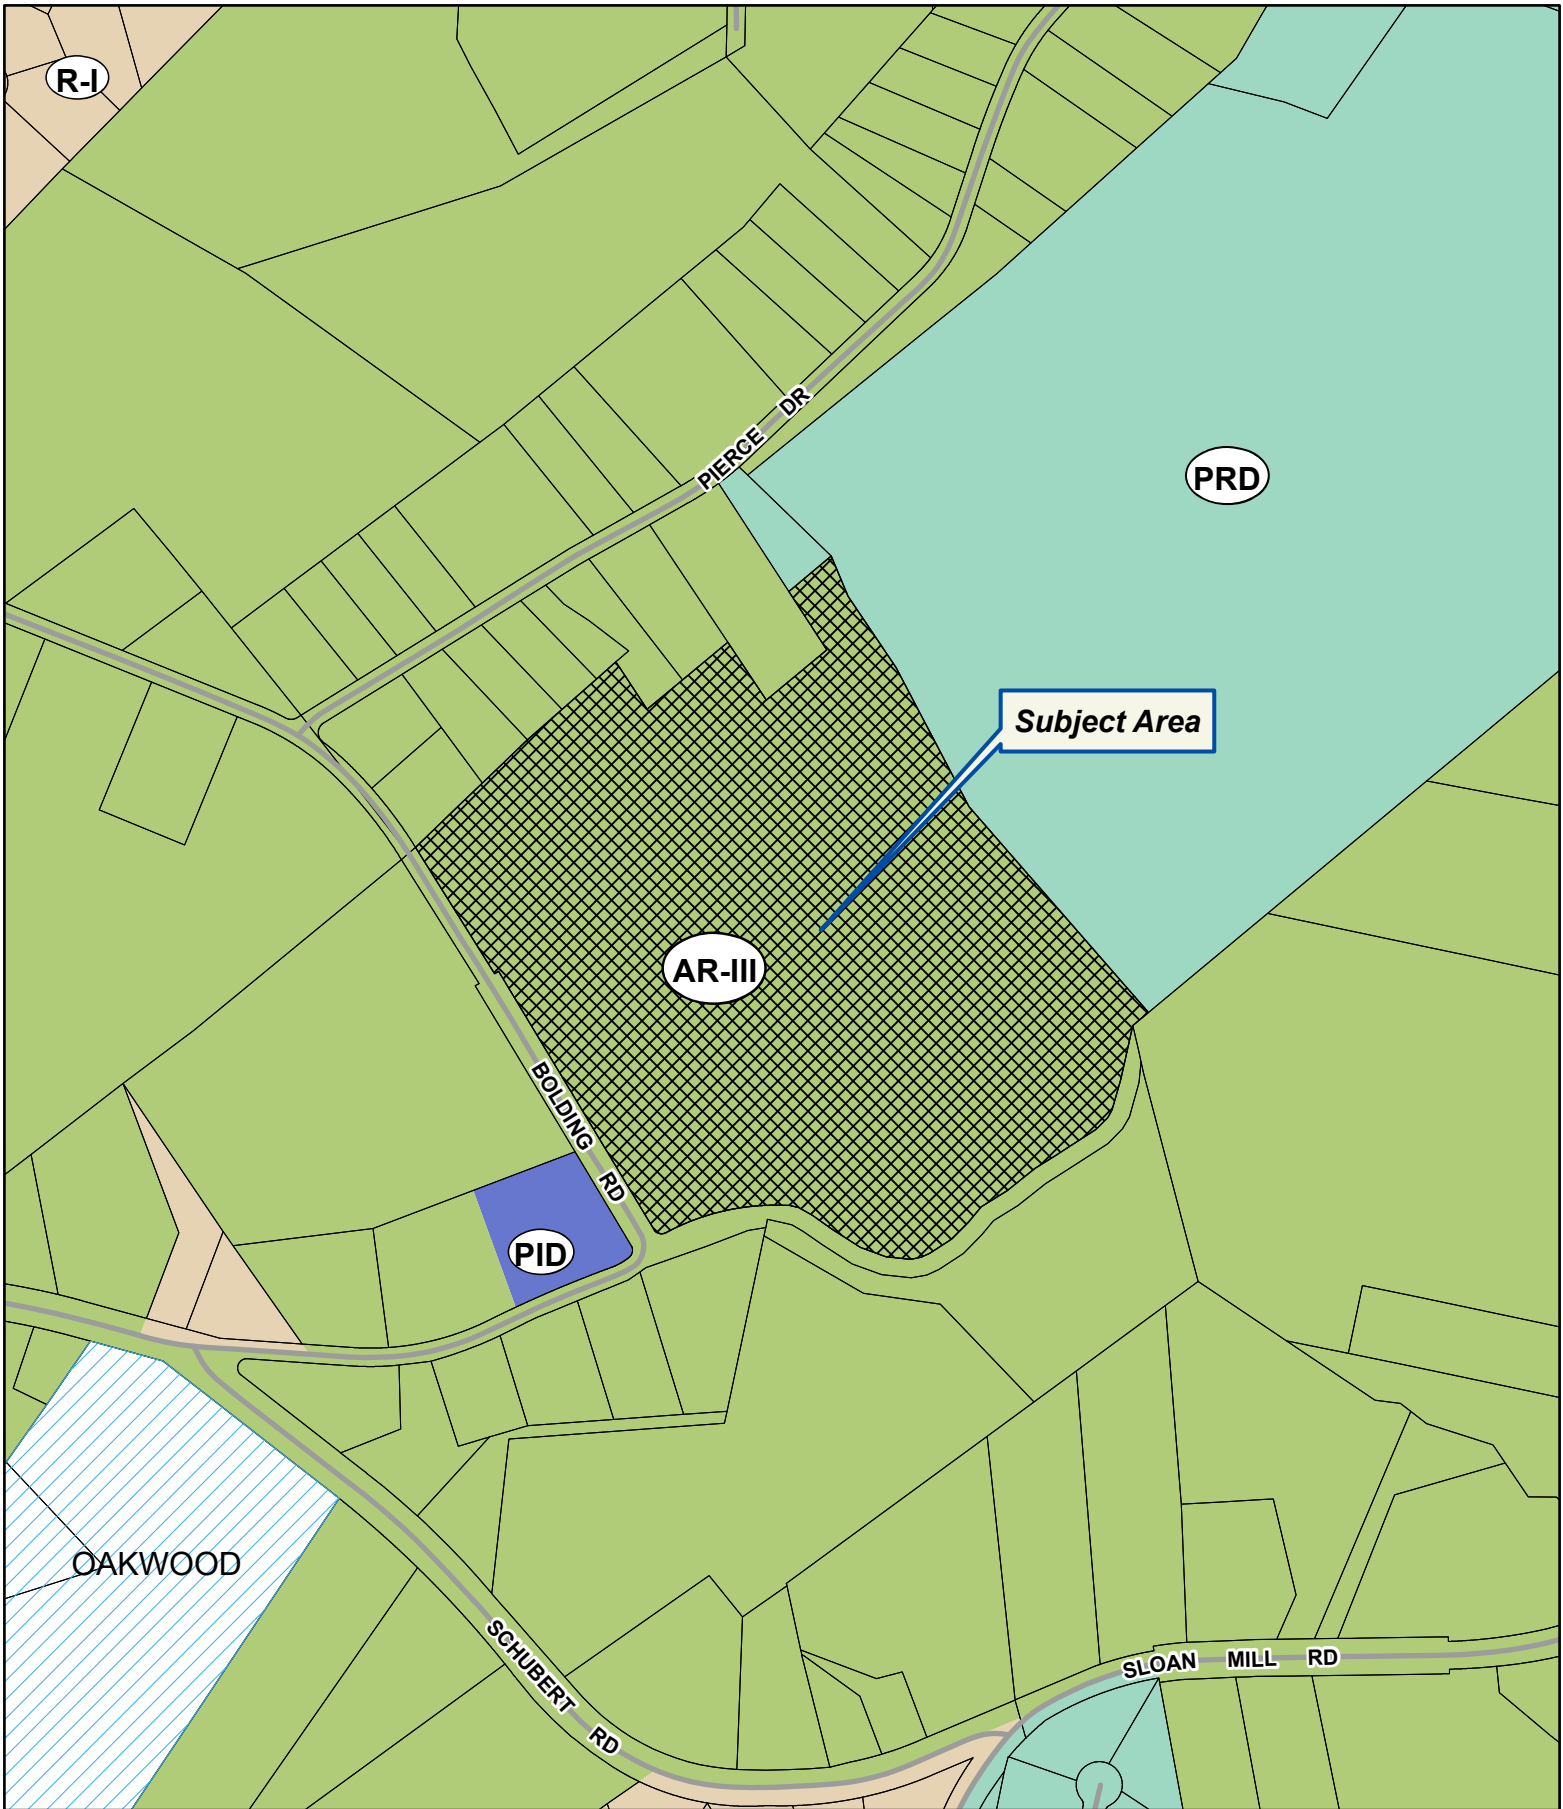 R-I
PIERCE DR
PRD
Subject Area
AR-III
BOLDING RD
PID
OAKWOOD
SCHUBERT RD
SLOAN MILL RD